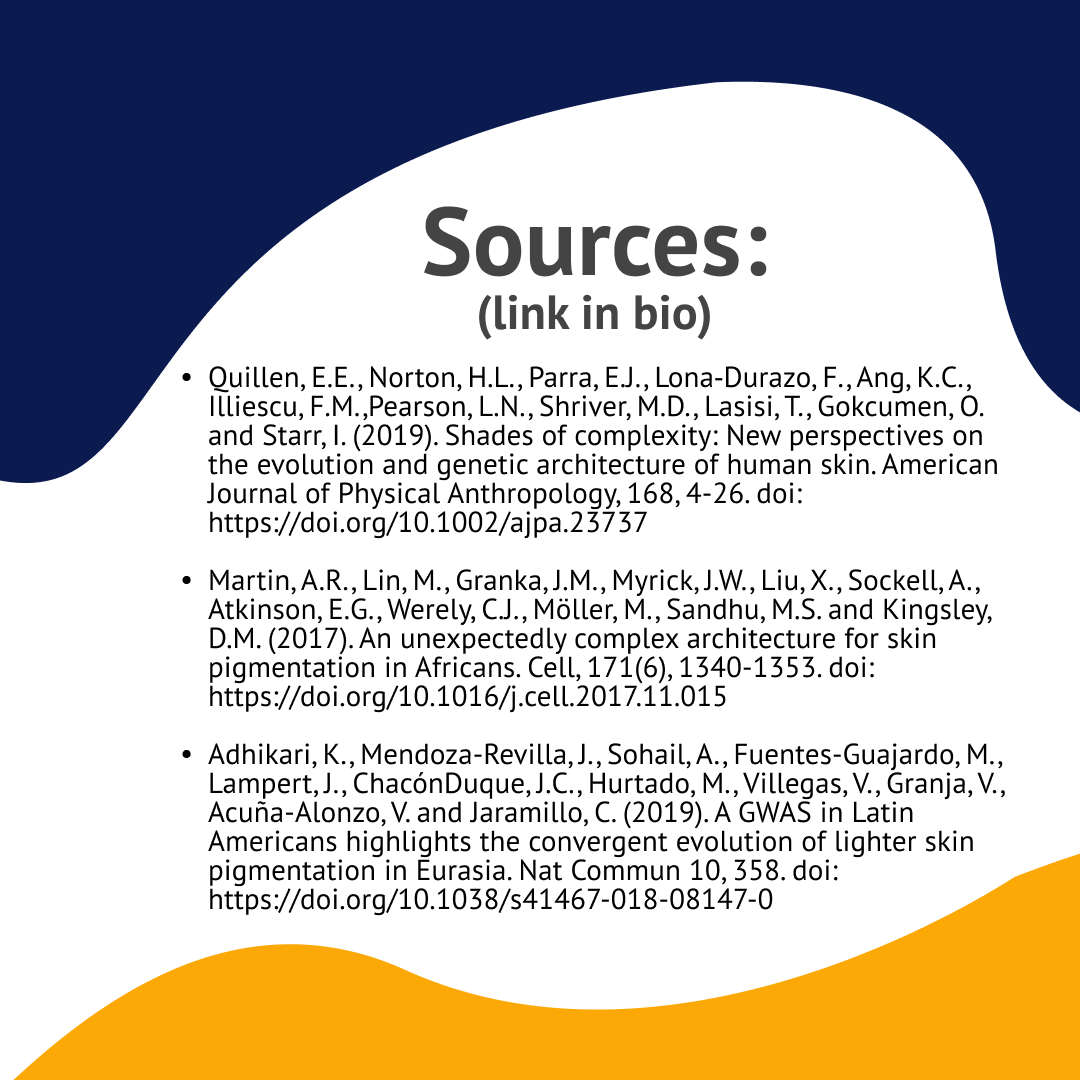 Sources:
(link in bio)
• Quillen, E.E., Norton, H.L., Parra, E.J., Lona-Durazo, F., Ang, K.C.,
Illiescu, F.M.,Pearson, L.N., Shriver, M.D., Lasisi, T., Gokcumen, O.
and Starr, I. (2019). Shades of complexity: New perspectives on
the evolution and genetic architecture of human skin. American
Journal of Physical Anthropology, 168, 4-26. doi:
https://doi.org/10.1002/ajpa.23737
• Martin, A.R., Lin, M., Granka, J.M., Myrick, J.W., Liu, X., Sockell, A.,
Atkinson, E.G., Werely, C.J., Möller, M., Sandhu, M.S. and Kingsley,
D.M. (2017). An unexpectedly complex architecture for skin
pigmentation in Africans. Cell, 171(6), 1340-1353. doi:
https://doi.org/10.1016/j.cell.2017.11.015
• Adhikari, K., Mendoza-Revilla, J., Sohail, A., Fuentes-Guajardo, M.,
Lampert, J., ChacónDuque, J.C., Hurtado, M., Villegas, V., Granja, V.,
Acuña-Alonzo, V. and Jaramillo, C. (2019). A GWAS in Latin
Americans highlights the convergent evolution of lighter skin
pigmentation in Eurasia. Nat Commun 10, 358. doi:
https://doi.org/10.1038/s41467-018-08147-0